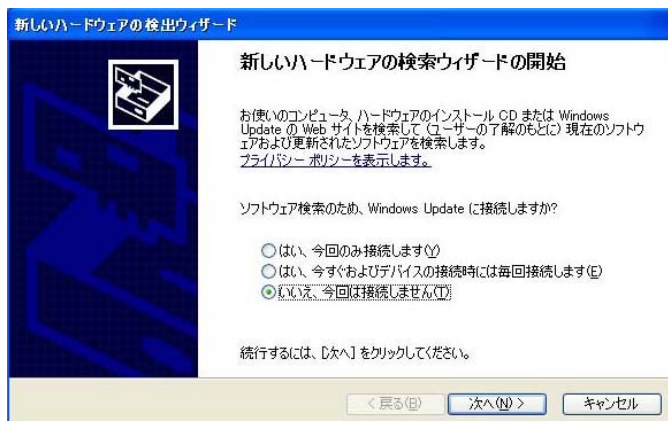 新しいハードウェアの検出ウィザード
新しいハードウェアの検索ウィザードの開始
お使いのコンピュータ、ハードウェアのインストール CD または Windows
Update の Web サイトを検索して (ユーザーの了解のもとに) 現在のソフトウ
ェアおよび更新されたソフトウェアを検索します。
プライバシー ポリシーを表示します。
ソフトウェア検索のため、Windows Update に接続しますか?
はい、今回のみ接続します(Y)
はい、今すぐおよびデバイスの接続時には毎回接続します(E)
いいえ、今回は接続しません(T)
続行するには、[次へ] をクリックしてください。
< 戻る(B) 次へ(N) > キャンセル